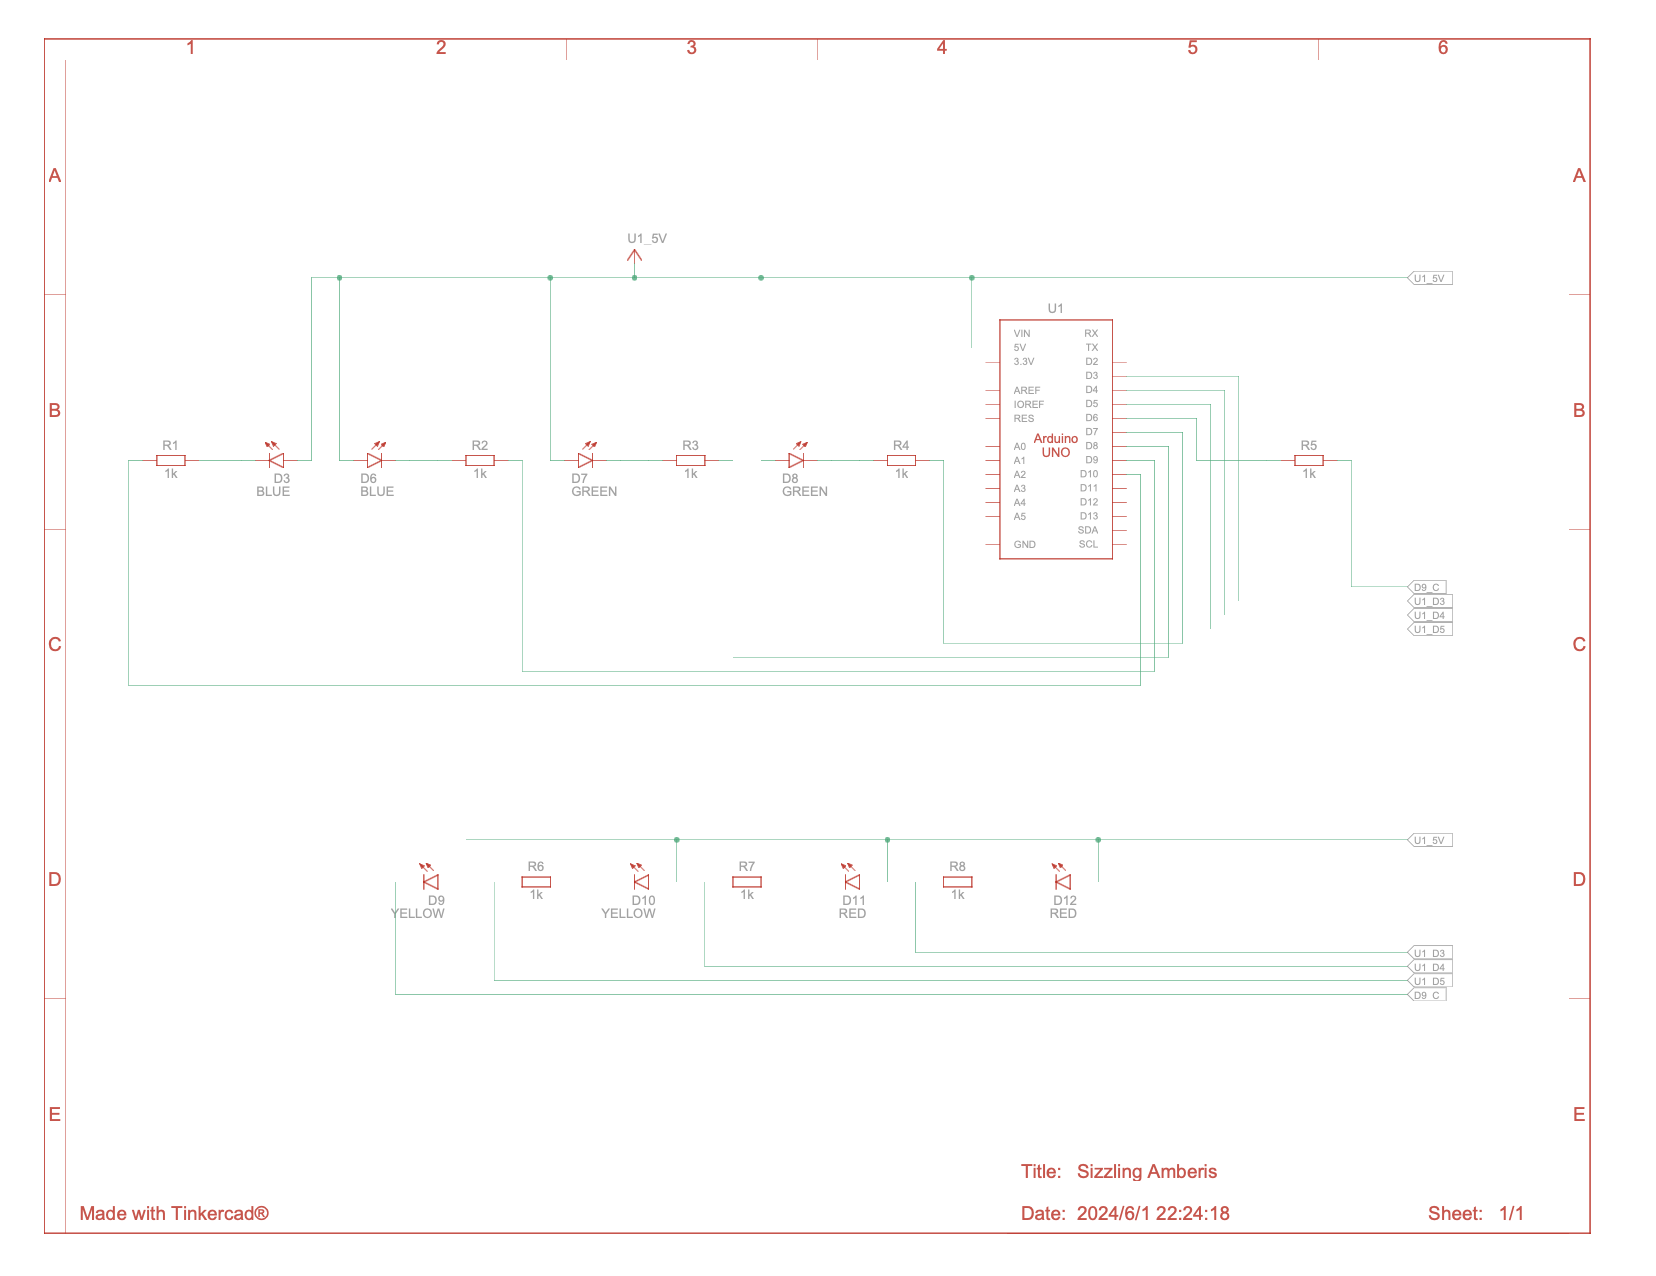 1 2 3 4 5 6
A A
U1_5V
U1_5V
U1
VIN RX
5V TX
3.3V D2
D3
AREF D4
IOREF D5
RES D6
D7
Arduino
UNO
A0 D8
A1 D9
A2 D10
A3 D11
A4 D12
A5 D13
SDA
GND SCL
B B
R1 R2 R3 R4 R5
1k 1k 1k 1k 1k
D3 D6 D7 D8
BLUE BLUE GREEN GREEN
D9_C
U1_D3
U1_D4
U1_D5
C C
U1_5V
R6 R7 R8
D D
1k 1k 1k
D9 D10 D11 D12
YELLOW YELLOW RED RED
U1_D3
U1_D4
U1_D5
D9_C
E E
Title: Sizzling Amberis
Made with Tinkercad®
Date: 2024/6/1 22:24:18
Sheet: 1/1